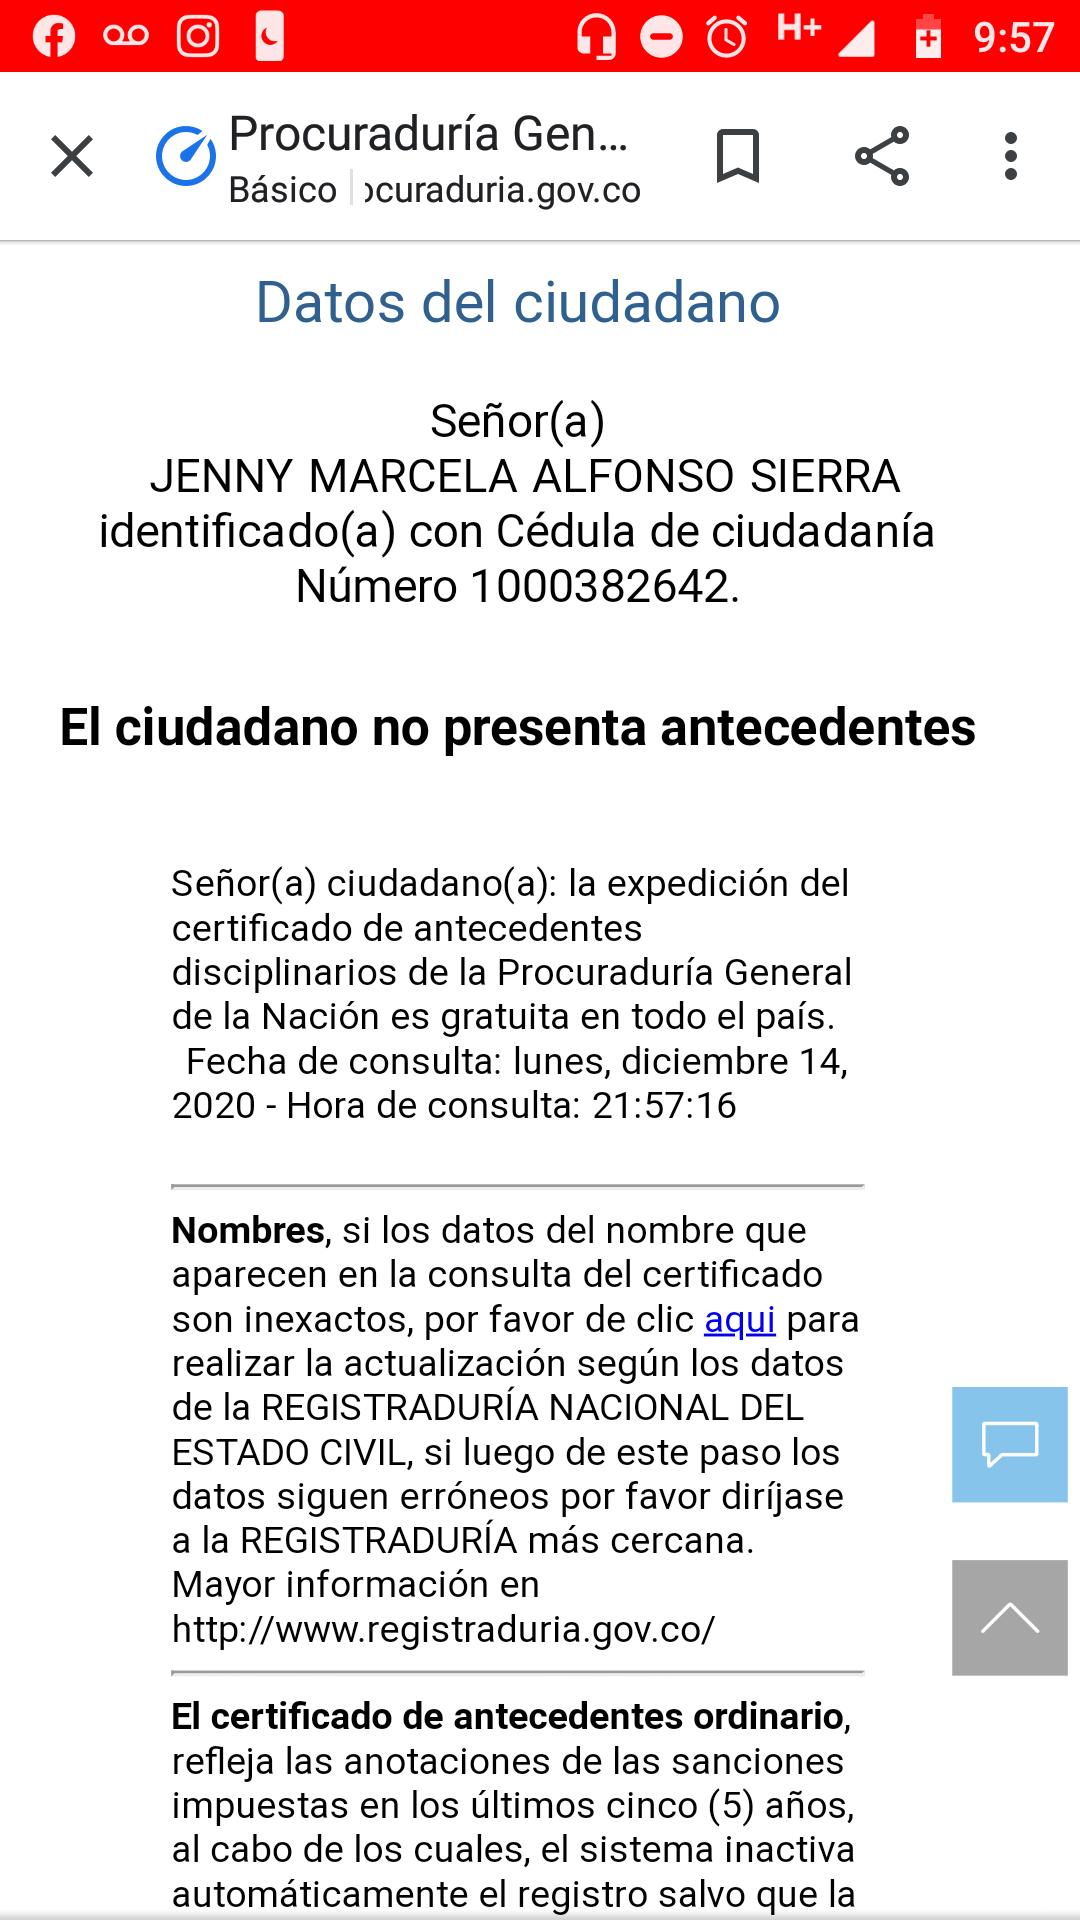 H+ 9:57
Procuraduría Gen...
Básico ocuraduria.gov.co
Datos del ciudadano
Señor(a)
JENNY MARCELA ALFONSO SIERRA
identificado(a) con Cédula de ciudadanía
Número 1000382642.
El ciudadano no presenta antecedentes
Señor(a) ciudadano(a): la expedición del
certificado de antecedentes
disciplinarios de la Procuraduría General
de la Nación es gratuita en todo el país.
Fecha de consulta: lunes, diciembre 14,
2020 - Hora de consulta: 21:57:16
Nombres, si los datos del nombre que
aparecen en la consulta del certificado
son inexactos, por favor de clic aqui para
realizar la actualización según los datos
de la REGISTRADURÍA NACIONAL DEL
ESTADO CIVIL, si luego de este paso los
datos siguen erróneos por favor diríjase
a la REGISTRADURÍA más cercana.
Mayor información en
http://www.registraduria.gov.co/
El certificado de antecedentes ordinario,
refleja las anotaciones de las sanciones
impuestas en los últimos cinco (5) años,
al cabo de los cuales, el sistema inactiva
automáticamente el registro salvo que la